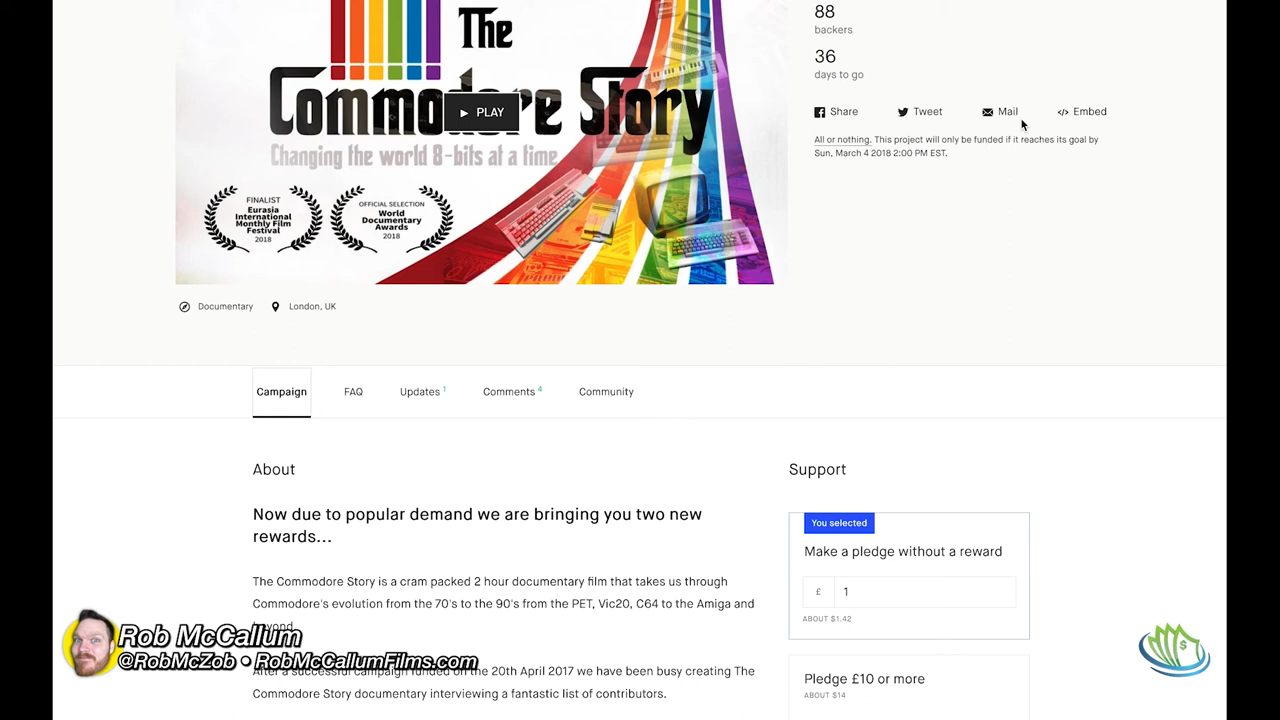 The
Commodore Story
PLAY
Changing the world 8-bits at a time
FINALIST
Eurasia
International
Monthly Film
Festival
2018
OFFICIAL SELECTION
World
Documentary
Awards
2018
88
backers
36
days to go
Share
Tweet
Mail
</> Embed
All or nothing. This project will only be funded if it reaches its goal by
Sun, March 4 2018 2:00 PM EST.
Documentary
London, UK
Campaign
FAQ
Updates 1
Comments 4
Community
About
Now due to popular demand we are bringing you two new
rewards...
The Commodore Story is a cram packed 2 hour documentary film that takes us through
Commodore's evolution from the 70's to the 90's from the PET, Vic20, C64 to the Amiga and
beyond.
After a successful campaign funded on the 20th April 2017 we have been busy creating The
Commodore Story documentary interviewing a fantastic list of contributors.
Support
You selected
Make a pledge without a reward
£ 1
ABOUT $1.42
Pledge £10 or more
ABOUT $14
Rob McCallum
@RobMcZob • RobMcCallumFilms.com
$